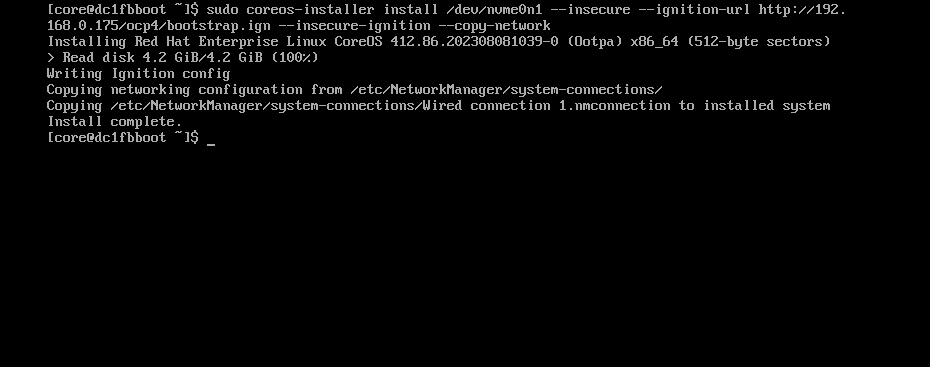 [core@dc1fbboot ~]$ sudo coreos-installer install /dev/nvme0n1 --insecure --ignition-url http://192.
168.0.175/ocp4/bootstrap.ign --insecure-ignition --copy-network
Installing Red Hat Enterprise Linux CoreOS 412.86.202308081039-0 (Ootpa) x86_64 (512-byte sectors)
> Read disk 4.2 GiB/4.2 GiB (100%)
Writing Ignition config
Copying networking configuration from /etc/NetworkManager/system-connections/
Copying /etc/NetworkManager/system-connections/Wired connection 1.nmconnection to installed system
Install complete.
[core@dc1fbboot ~]$ _